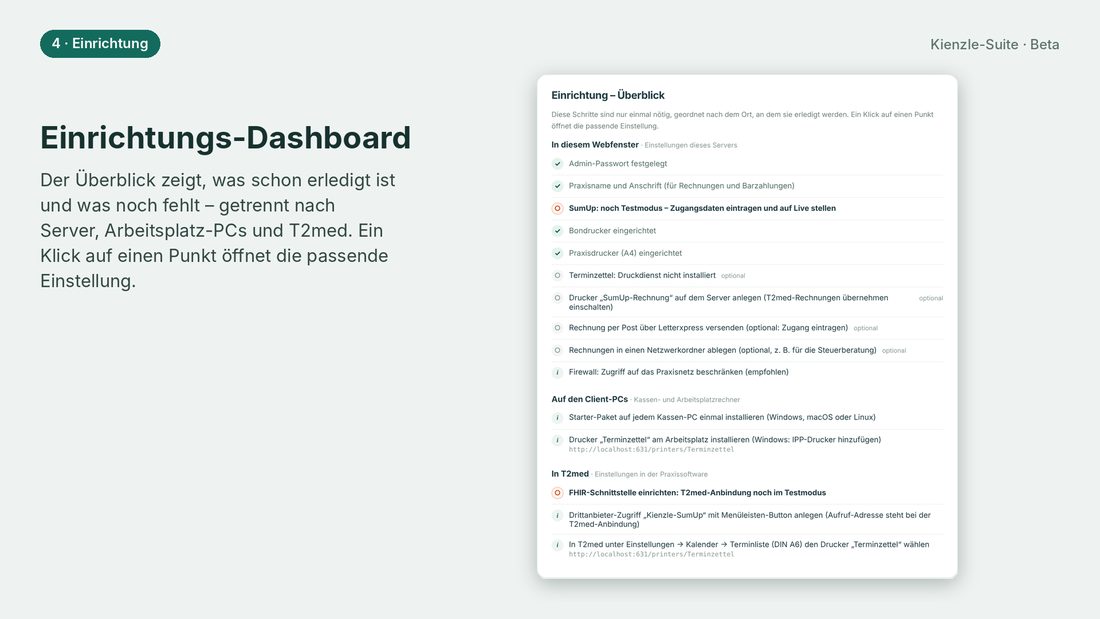 4 · Einrichtung
Kienzle-Suite · Beta
Einrichtungs-Dashboard
Der Überblick zeigt, was schon erledigt ist
und was noch fehlt – getrennt nach
Server, Arbeitsplatz-PCs und T2med. Ein
Klick auf einen Punkt öffnet die passende
Einstellung.
Einrichtung – Überblick
Diese Schritte sind nur einmal nötig, geordnet nach dem Ort, an dem sie erledigt werden. Ein Klick auf einen Punkt
öffnet die passende Einstellung.
In diesem Webfenster · Einstellungen dieses Servers
Admin-Passwort festgelegt
Praxisname und Anschrift (für Rechnungen und Barzahlungen)
SumUp: noch Testmodus – Zugangsdaten eintragen und auf Live stellen
Bondrucker eingerichtet
Praxisdrucker (A4) eingerichtet
Terminzettel: Druckdienst nicht installiert optional
Drucker „SumUp-Rechnung“ auf dem Server anlegen (T2med-Rechnungen übernehmen optional
einschalten)
Rechnung per Post über Letterxpress versenden (optional: Zugang eintragen) optional
Rechnungen in einen Netzwerkordner ablegen (optional, z. B. für die Steuerberatung) optional
Firewall: Zugriff auf das Praxisnetz beschränken (empfohlen)
Auf den Client-PCs · Kassen- und Arbeitsplatzrechner
Starter-Paket auf jedem Kassen-PC einmal installieren (Windows, macOS oder Linux)
Drucker „Terminzettel“ am Arbeitsplatz installieren (Windows: IPP-Drucker hinzufügen)
http://localhost:631/printers/Terminzettel
In T2med · Einstellungen in der Praxissoftware
FHIR-Schnittstelle einrichten: T2med-Anbindung noch im Testmodus
Drittanbieter-Zugriff „Kienzle-SumUp“ mit Menüleisten-Button anlegen (Aufruf-Adresse steht bei der
T2med-Anbindung)
In T2med unter Einstellungen → Kalender → Terminliste (DIN A6) den Drucker „Terminzettel“ wählen
http://localhost:631/printers/Terminzettel